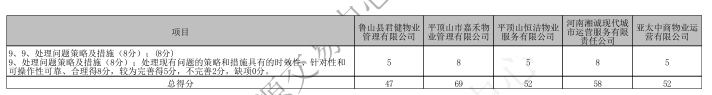 项目
鲁山县君健物业管理有限公司
平顶山市嘉禾物业管理有限公司
平顶山恒洁物业服务有限公司
河南湘诚现代城市运营服务有限责任公司
亚太中商物业运营有限公司
9、9、处理问题策略及措施（8分）；（8分）
9、处理问题策略及措施（8分）：处理现有问题的策略和措施具有的时效性、针对性和
可操作性可靠、合理得8分，较为完善得5分，不完善2分，缺项0分。
5 8 5 8 5
总得分 47 69 52 58 52